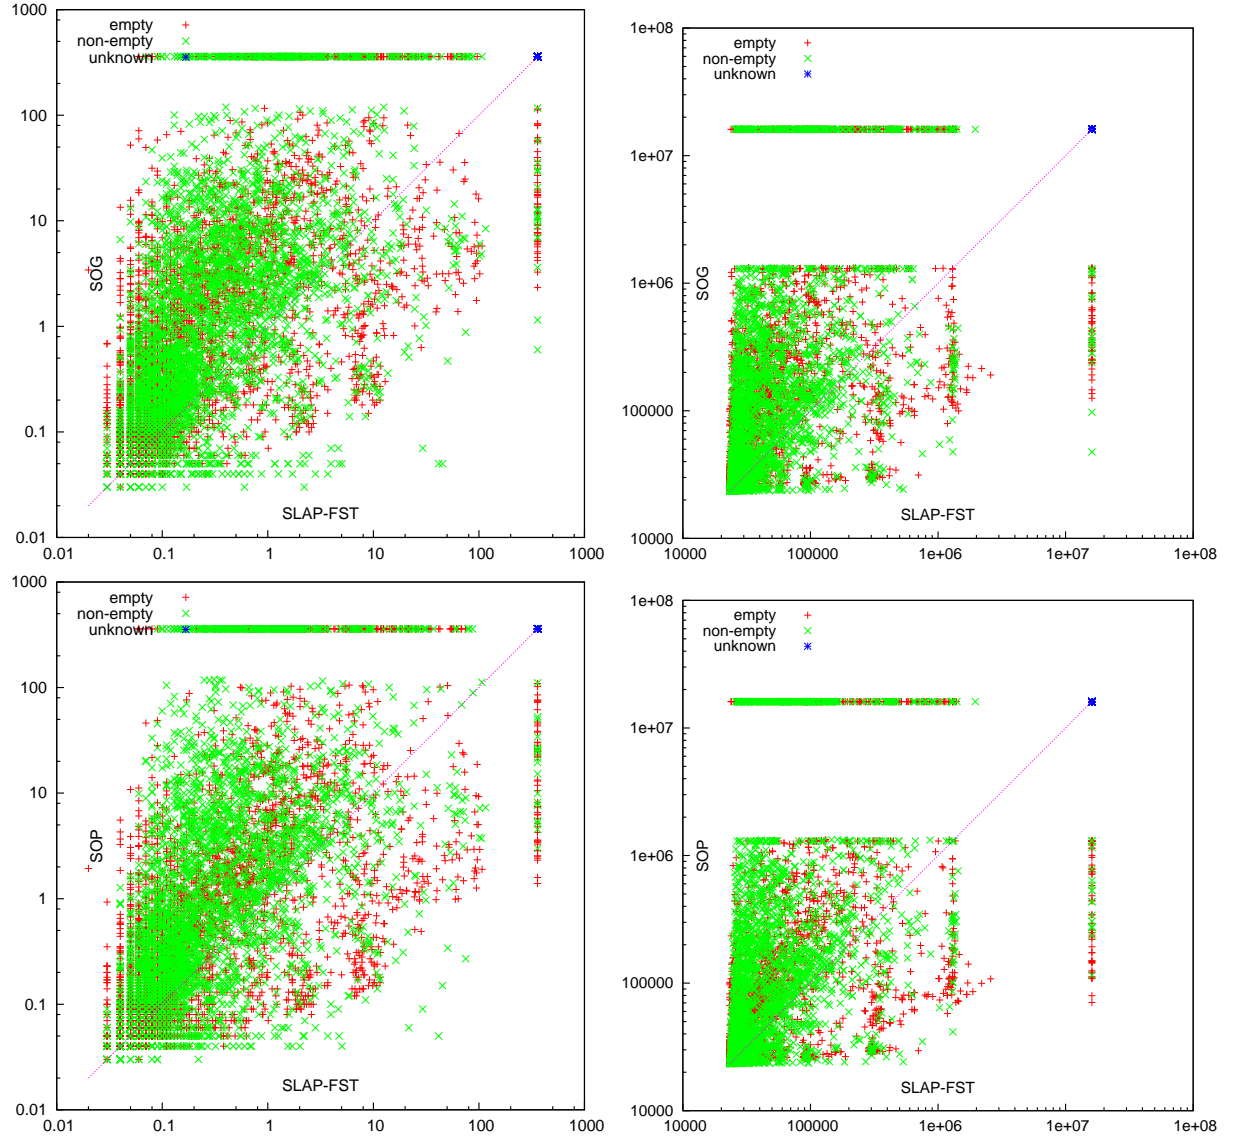 1000
100
10
1
0.1
0.01
0.01
0.1
1
10
100
1000
empty
non-empty
unknown
SOG
SLAP-FST
1e+08
1e+07
1e+06
100000
10000
10000
100000
1e+06
1e+07
1e+08
empty
non-empty
unknown
SOG
SLAP-FST
1000
100
10
1
0.1
0.01
0.01
0.1
1
10
100
1000
empty
non-empty
unknown
SOP
SLAP-FST
1e+08
1e+07
1e+06
100000
10000
10000
100000
1e+06
1e+07
1e+08
empty
non-empty
unknown
SOP
SLAP-FST